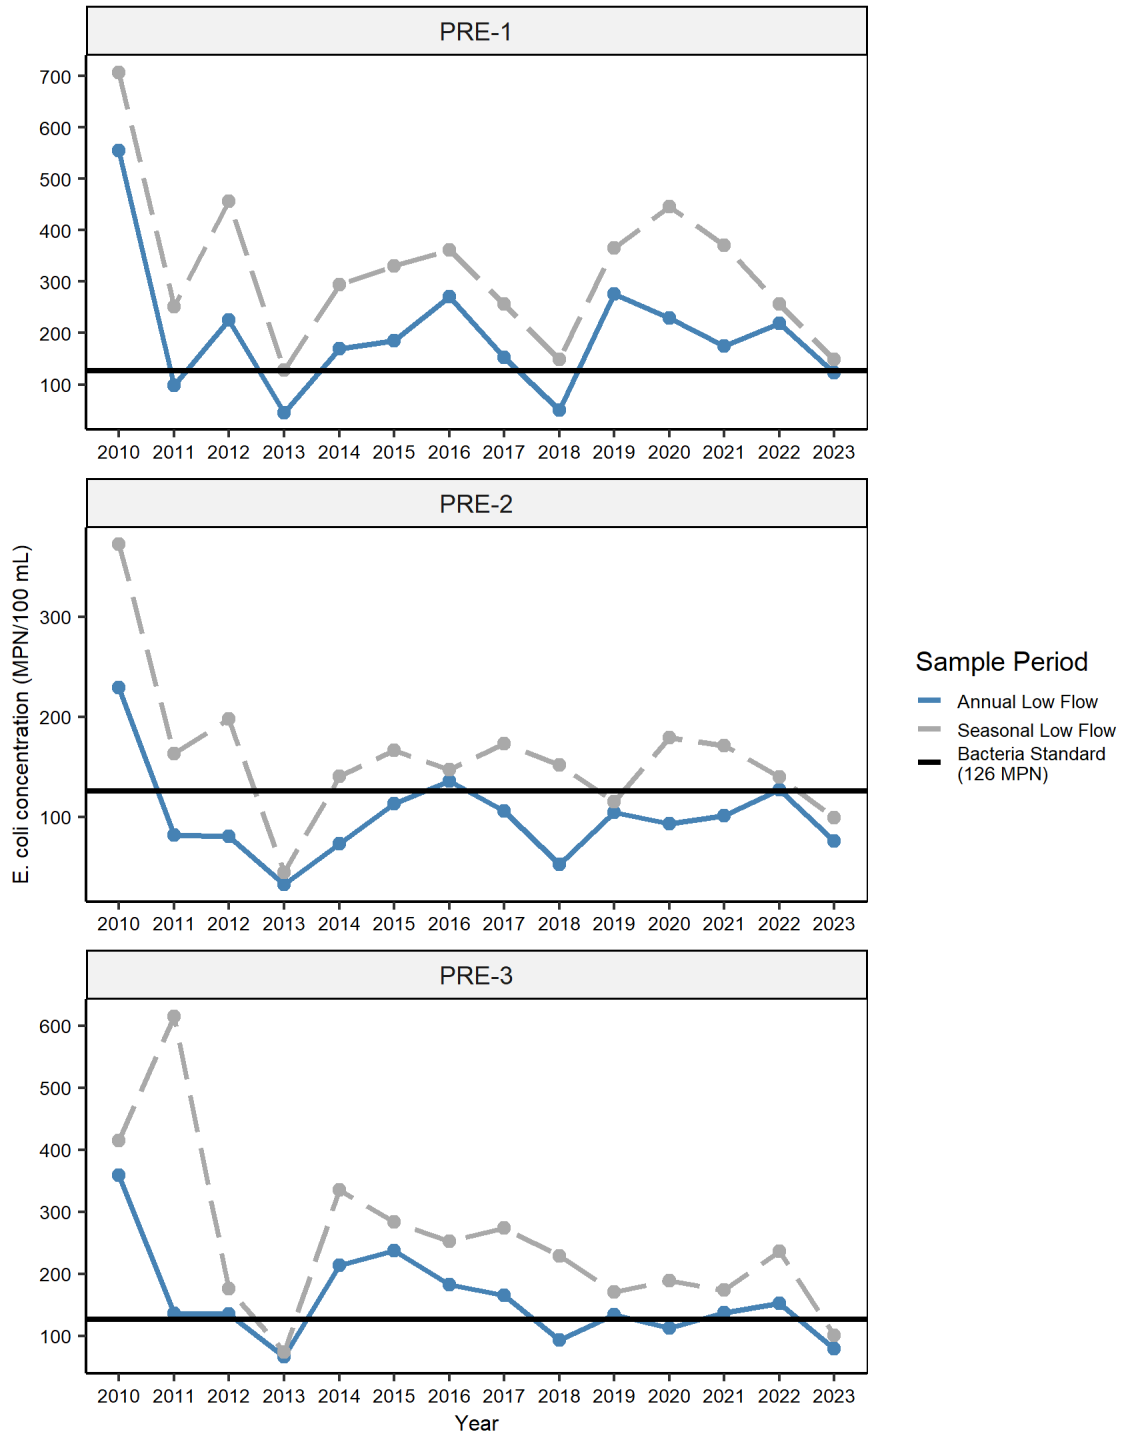 PRE-1
700
600
500
400
300
200
100
2010 2011 2012 2013 2014 2015 2016 2017 2018 2019 2020 2021 2022 2023
PRE-2
300
200
100
2010 2011 2012 2013 2014 2015 2016 2017 2018 2019 2020 2021 2022 2023
PRE-3
600
500
400
300
200
100
2010 2011 2012 2013 2014 2015 2016 2017 2018 2019 2020 2021 2022 2023
Year
E. coli concentration (MPN/100 mL)
Sample Period
Annual Low Flow
Seasonal Low Flow
Bacteria Standard
(126 MPN)